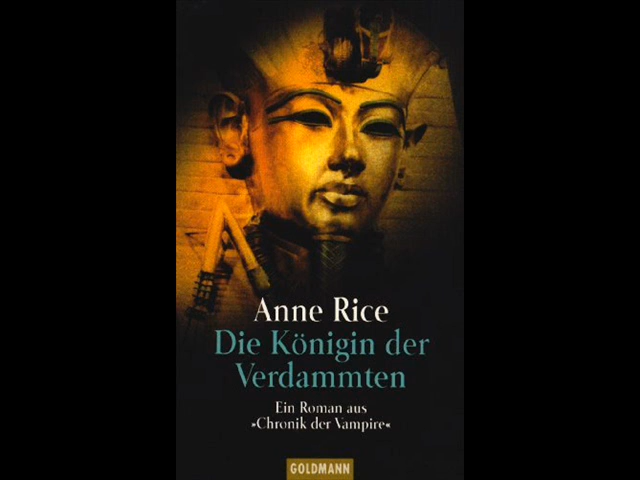 Anne Rice
Die Königin der
Verdammten
Ein Roman aus
»Chronik der Vampire«
GOLDMANN